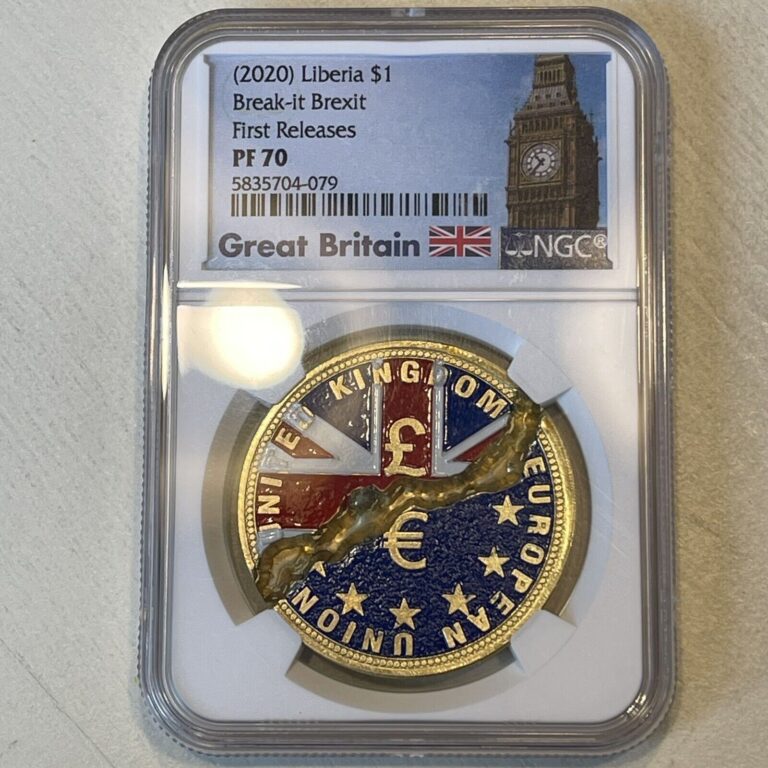 (2020) Liberia $1
Break-it Brexit
First Releases
PF 70
5835704-079
Great Britain
NGC®
UNITED KINGDOM
£
€
EUROPEAN UNION